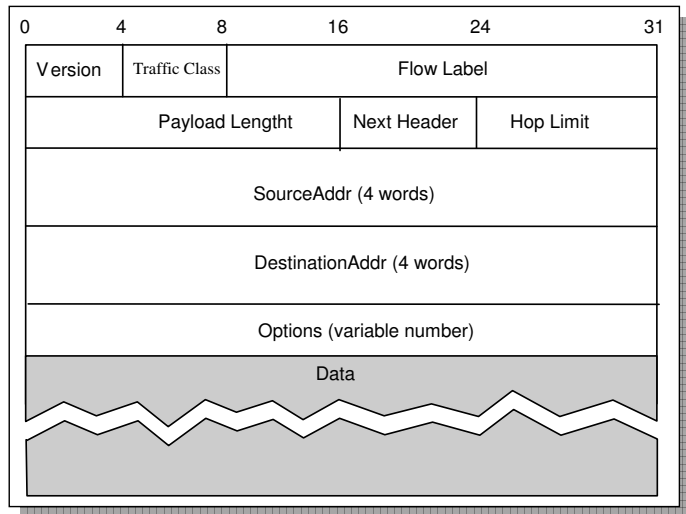 0 4 8 16 24 31
Version Traffic Class Flow Label
Payload Lengtht Next Header Hop Limit
SourceAddr (4 words)
DestinationAddr (4 words)
Options (variable number)
Data